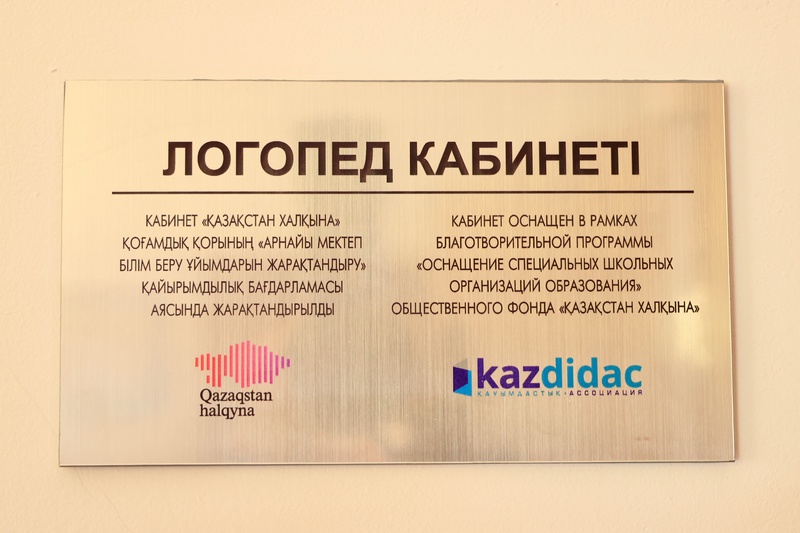 ЛОГОПЕД КАБИНЕТІ
КАБИНЕТ «ҚАЗАҚСТАН ХАЛҚЫНА»
ҚОҒАМДЫҚ ҚОРЫНЫҢ «АРНАЙЫ МЕКТЕП
БІЛІМ БЕРУ ҰЙЫМДАРЫН ЖАРАҚТАНДЫРУ»
ҚАЙЫРЫМДЫЛЫҚ БАҒДАРЛАМАСЫ
АЯСЫНДА ЖАРАҚТАНДЫРЫЛДЫ
КАБИНЕТ ОСНАЩЕН В РАМКАХ
БЛАГОТВОРИТЕЛЬНОЙ ПРОГРАММЫ
«ОСНАЩЕНИЕ СПЕЦИАЛЬНЫХ ШКОЛЬНЫХ
ОРГАНИЗАЦИЙ ОБРАЗОВАНИЯ»
ОБЩЕСТВЕННОГО ФОНДА «ҚАЗАҚСТАН ХАЛҚЫНА»
Qazaqstan
halqyna
kazdidac
ҚАУЫМДАСТЫҚ · АССОЦИАЦИЯ